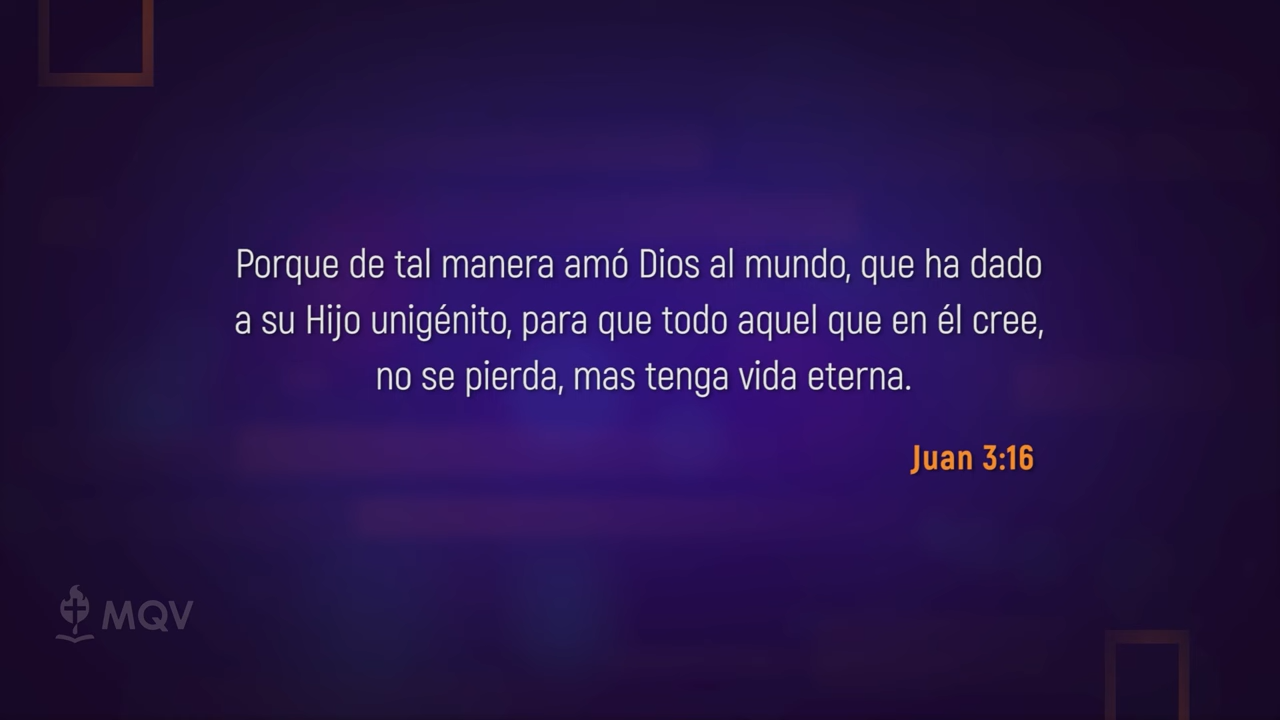 Porque de tal manera amó Dios al mundo, que ha dado
a su Hijo unigénito, para que todo aquel que en él cree,
no se pierda, mas tenga vida eterna.
Juan 3:16
MQV